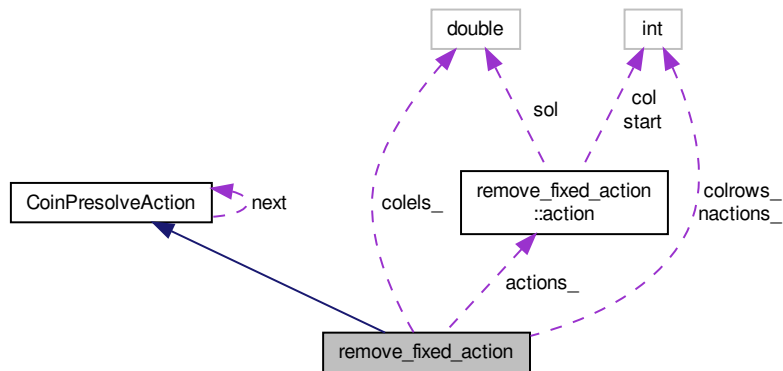 double
int
sol
col
start
remove_fixed_action
::action
CoinPresolveAction
next
colels_
colrows_
nactions_
actions_
remove_fixed_action